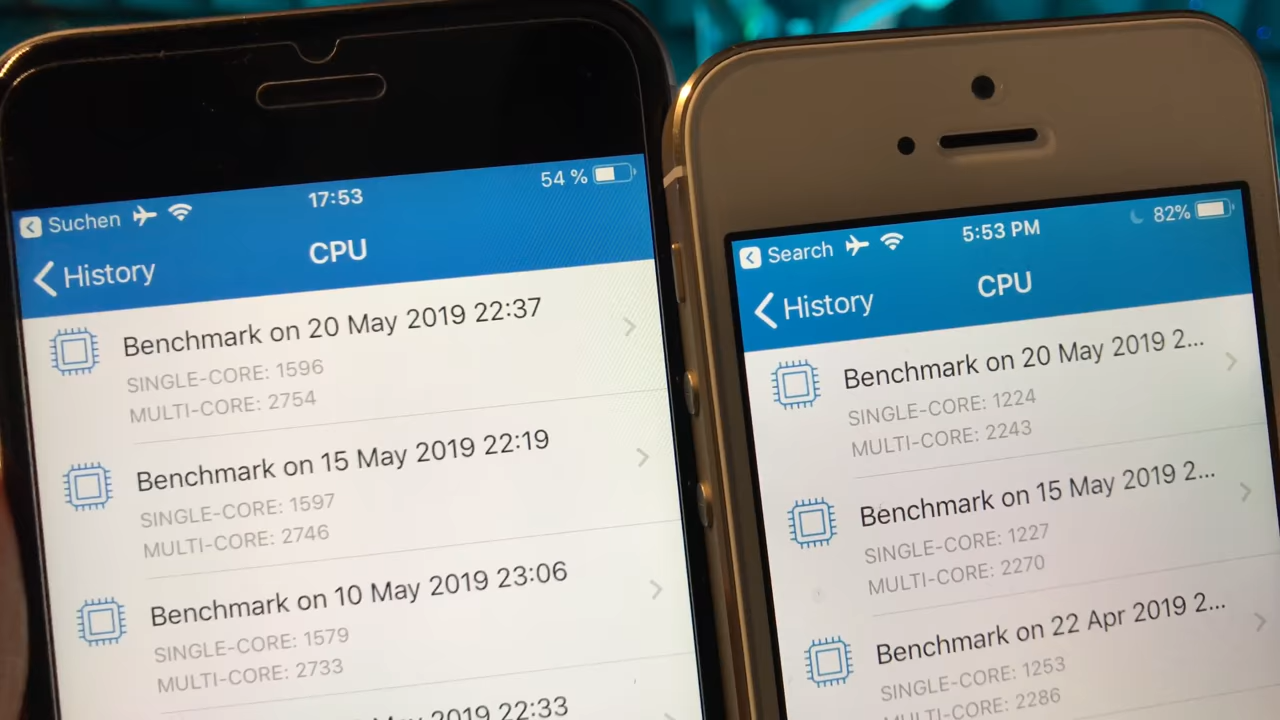 Suchen
17:53
54 %
History
CPU
Benchmark on 20 May 2019 22:37
SINGLE-CORE: 1596
MULTI-CORE: 2754
Benchmark on 15 May 2019 22:19
SINGLE-CORE: 1597
MULTI-CORE: 2746
Benchmark on 10 May 2019 23:06
SINGLE-CORE: 1579
MULTI-CORE: 2733
May 2019 22:33
Search
5:53 PM
82%
History
CPU
Benchmark on 20 May 2019 2...
SINGLE-CORE: 1224
MULTI-CORE: 2243
Benchmark on 15 May 2019 2...
SINGLE-CORE: 1227
MULTI-CORE: 2270
Benchmark on 22 Apr 2019 2...
SINGLE-CORE: 1253
MULTI-CORE: 2286